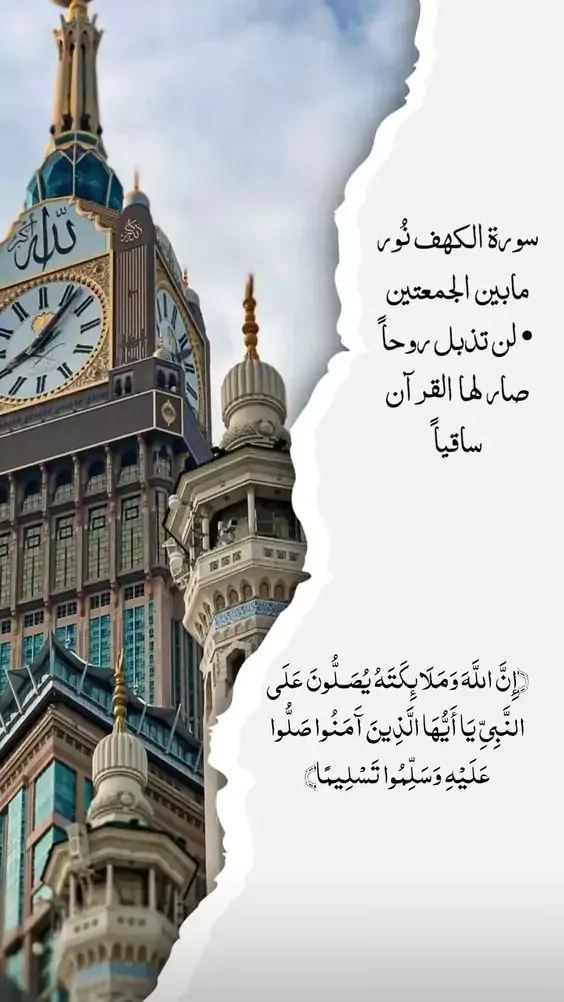 الله أكبر
سورة الكهف نُور
مابين الجمعتين
• لن تذبل روحاً
صار لها القرآن
ساقياً
﴿إِنَّ اللَّهَ وَمَلَائِكَتَهُ يُصَلُّونَ عَلَى
النَّبِيِّ يَا أَيُّهَا الَّذِينَ آمَنُوا صَلُّوا
عَلَيْهِ وَسَلِّمُوا تَسْلِيمًا﴾